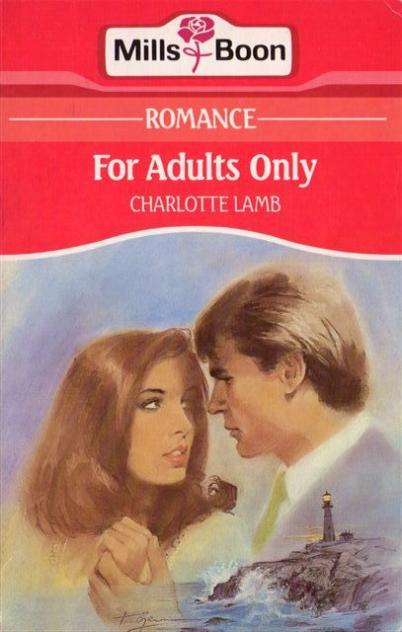 Mills & Boon
ROMANCE
For Adults Only
CHARLOTTE LAMB